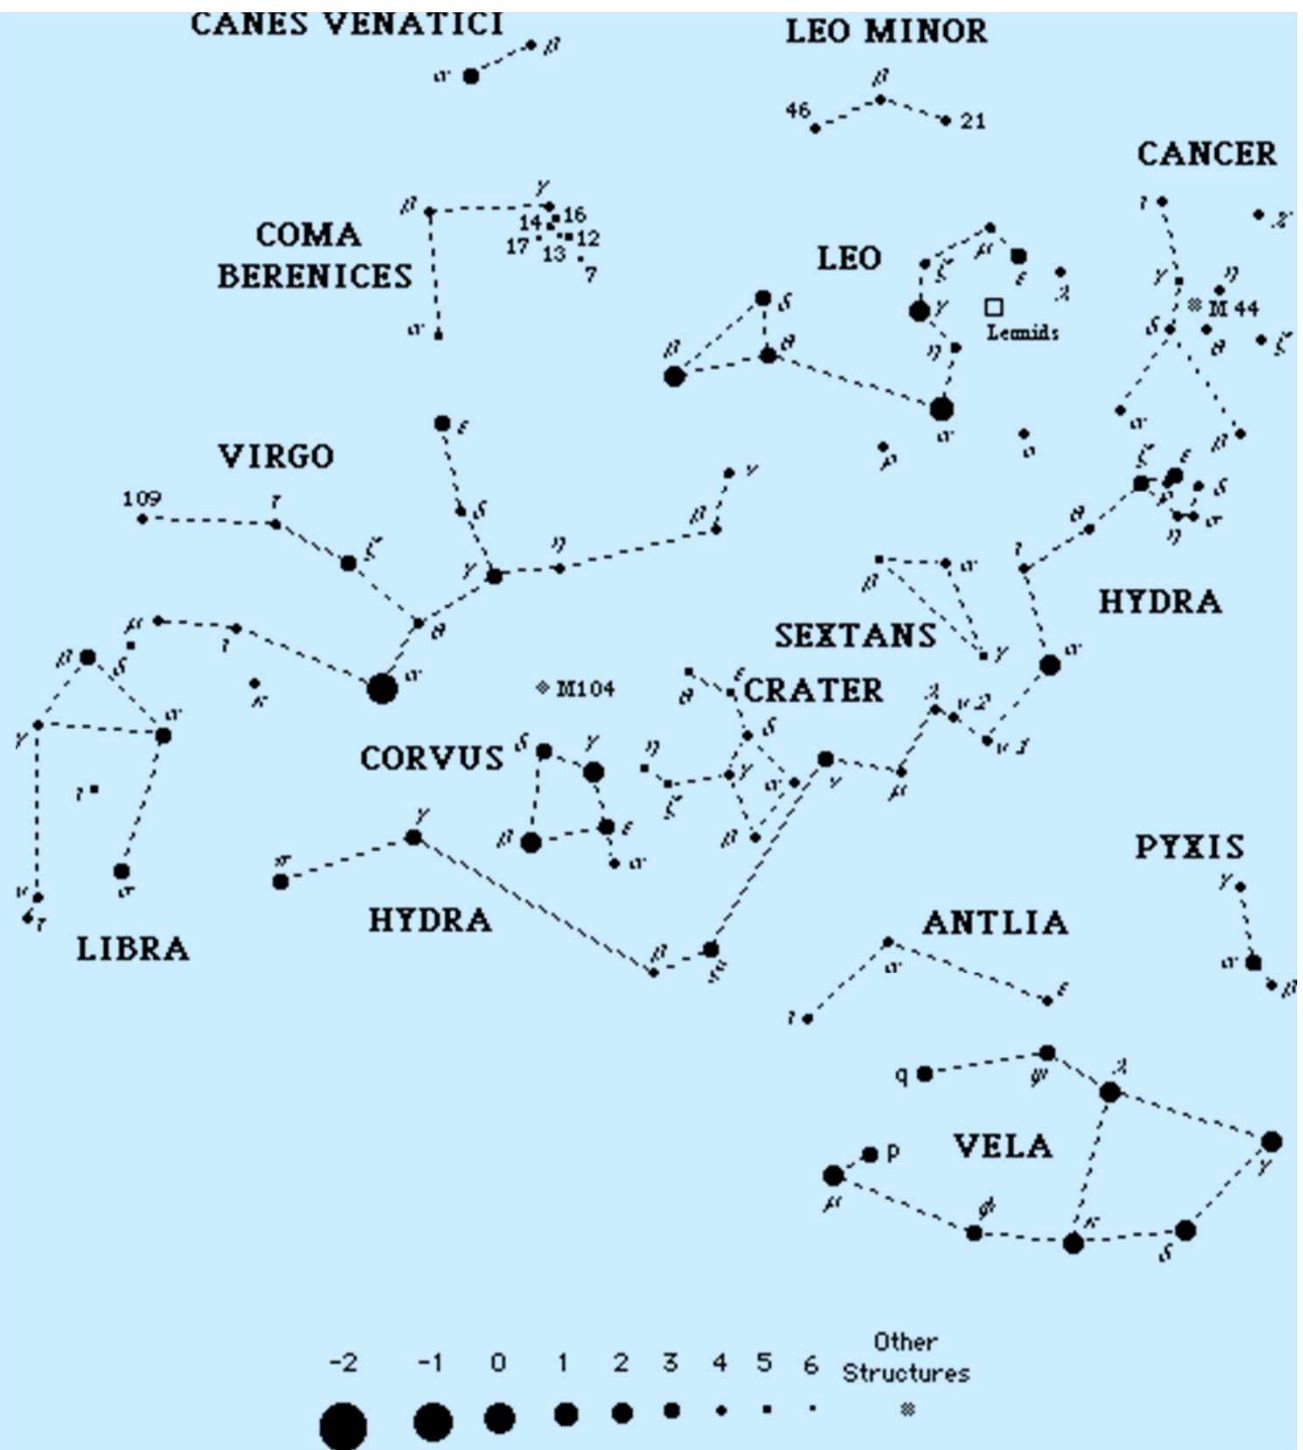 CANES VENATICI
β
α
LEO MINOR
β
46
21
CANCER
ι
χ
γ
η
M 44
δ
θ
ζ
α
β
COMA
BERENICES
β
γ
16
14
12
17
13
7
α
LEO
μ
ζ
ε
λ
γ
Leonids
δ
η
β
θ
α
ρ
ο
VIRGO
ε
109
τ
δ
ν
β
ζ
γ
η
θ
μ
ι
α
κ
M104
HYDRA
ζ
ε
δ
ρ
η
σ
θ
ι
α
λ
υ 2
υ 1
μ
ν
SEXTANS
β
α
γ
CRATER
ε
θ
δ
η
γ
α
ζ
β
CORVUS
δ
γ
β
ε
α
β
δ
α
γ
ι
σ
υ
τ
LIBRA
γ
π
HYDRA
β
ξ
PYXIS
γ
α
β
ANTLIA
α
ε
ι
q
φ
λ
VELA
p
γ
μ
φ
κ
δ
-2 -1 0 1 2 3 4 5 6
Other
Structures